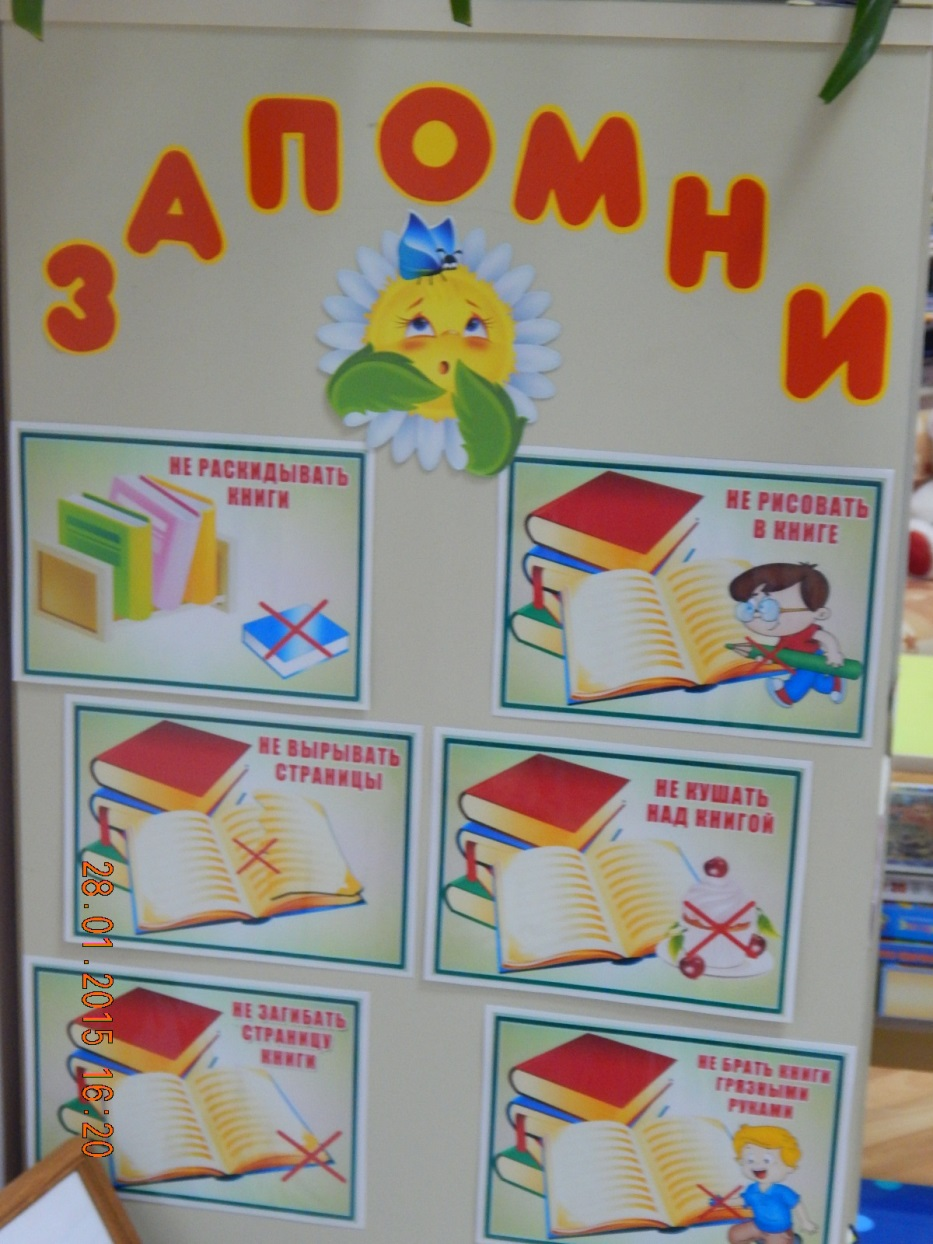 ЗАПОМНИ
НЕ РАСКИДЫВАТЬ
КНИГИ
НЕ РИСОВАТЬ
В КНИГЕ
НЕ ВЫРЫВАТЬ
СТРАНИЦЫ
НЕ КУШАТЬ
НАД КНИГОЙ
НЕ ЗАГИБАТЬ
СТРАНИЦУ
КНИГИ
НЕ БРАТЬ КНИГИ
ГРЯЗНЫМИ
РУКАМИ
28.01.2015 16:20